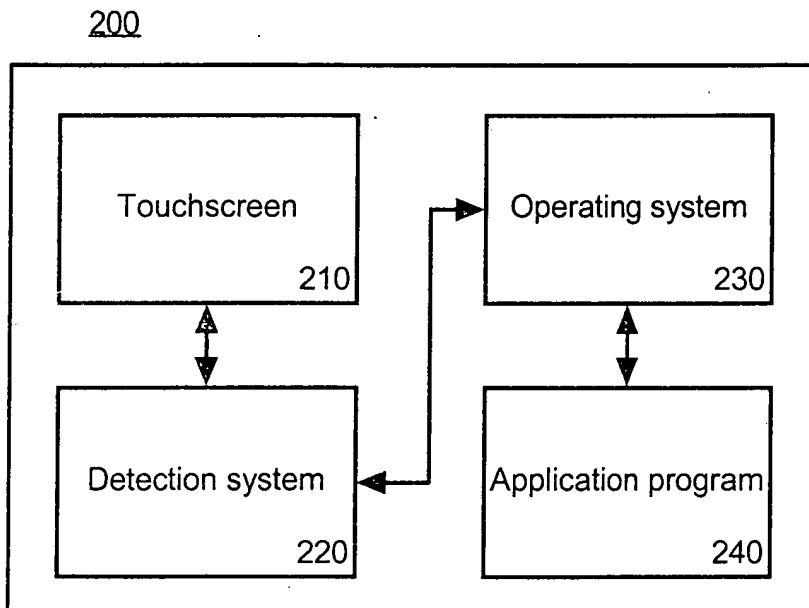 200
Touchscreen
210
Operating system
230
Detection system
220
Application program
240